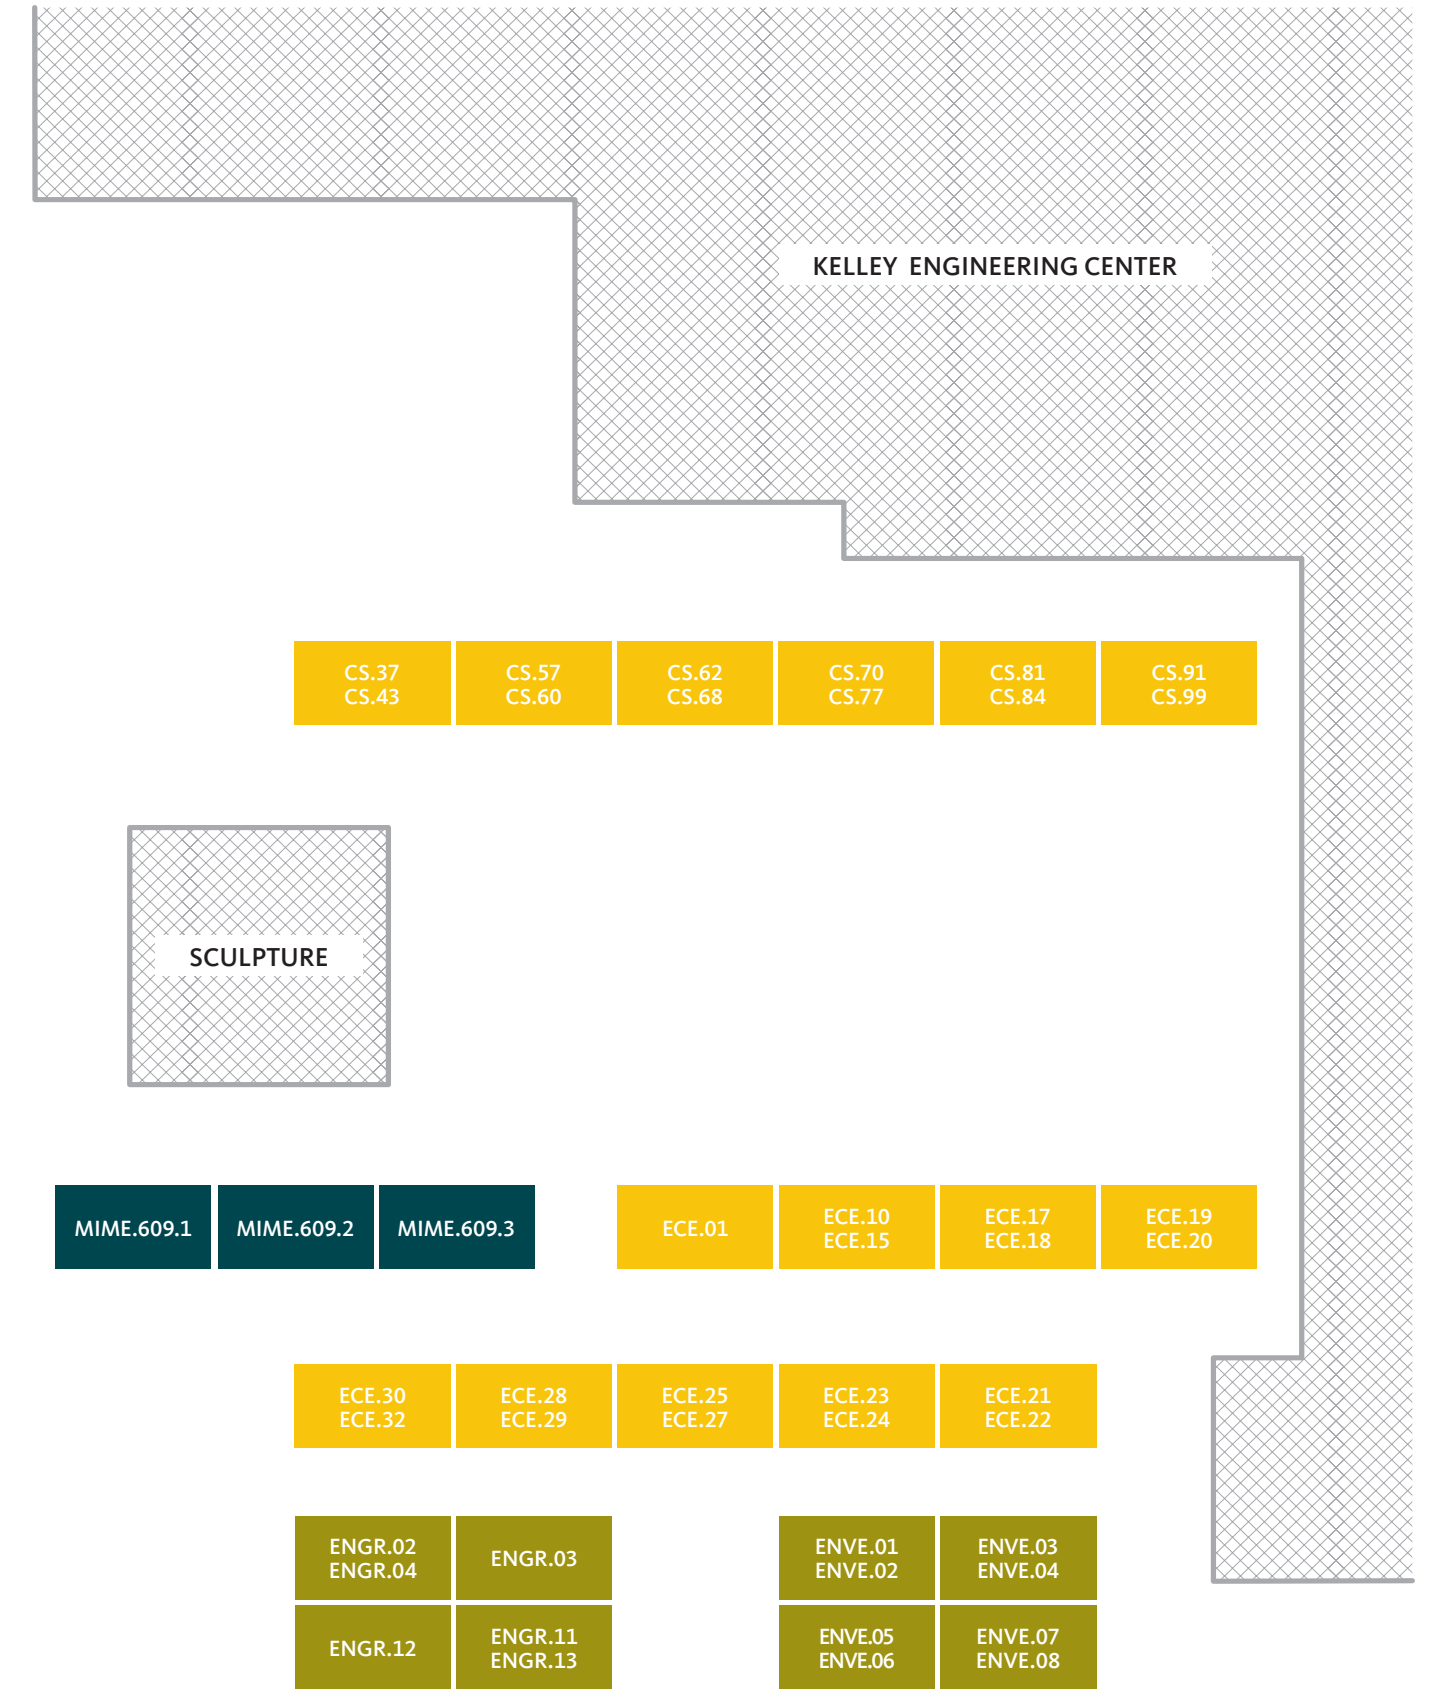 KELLEY ENGINEERING CENTER
CS.37
CS.43
CS.57
CS.60
CS.62
CS.68
CS.70
CS.77
CS.81
CS.84
CS.91
CS.99
SCULPTURE
MIME.609.1
MIME.609.2
MIME.609.3
ECE.01
ECE.10
ECE.15
ECE.17
ECE.18
ECE.19
ECE.20
ECE.30
ECE.32
ECE.28
ECE.29
ECE.25
ECE.27
ECE.23
ECE.24
ECE.21
ECE.22
ENGR.02
ENGR.04
ENGR.03
ENVE.01
ENVE.02
ENVE.03
ENVE.04
ENGR.12
ENGR.11
ENGR.13
ENVE.05
ENVE.06
ENVE.07
ENVE.08